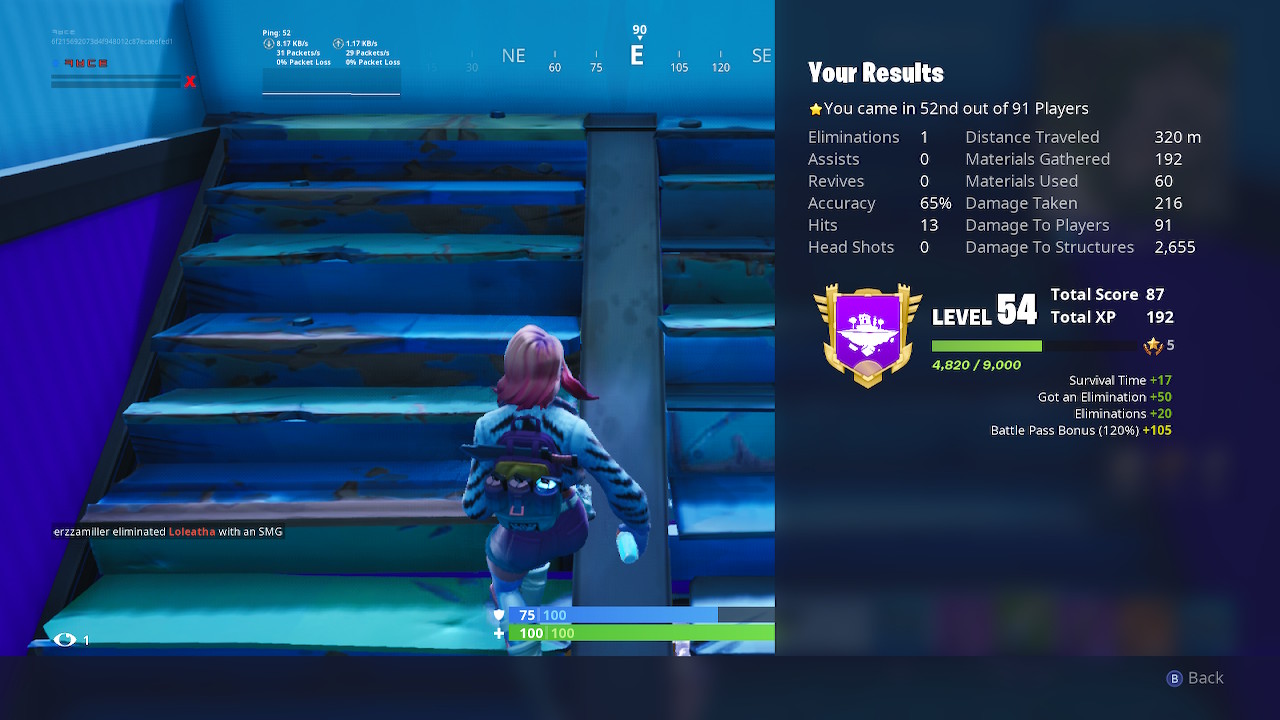 Ping: 52
8.17 KB/s 1.17 KB/s
31 Packets/s 29 Packets/s
0% Packet Loss 0% Packet Loss
90
30 NE 60 75 E 105 120 SE
Your Results
You came in 52nd out of 91 Players
Eliminations 1 Distance Traveled 320 m
Assists 0 Materials Gathered 192
Revives 0 Materials Used 60
Accuracy 65% Damage Taken 216
Hits 13 Damage To Players 91
Head Shots 0 Damage To Structures 2,655
LEVEL 54
Total Score 87
Total XP 192
5
4,820 / 9,000
Survival Time +17
Got an Elimination +50
Eliminations +20
Battle Pass Bonus (120%) +105
erzzamiller eliminated Loleatha with an SMG
75 100
100 100
1
B Back